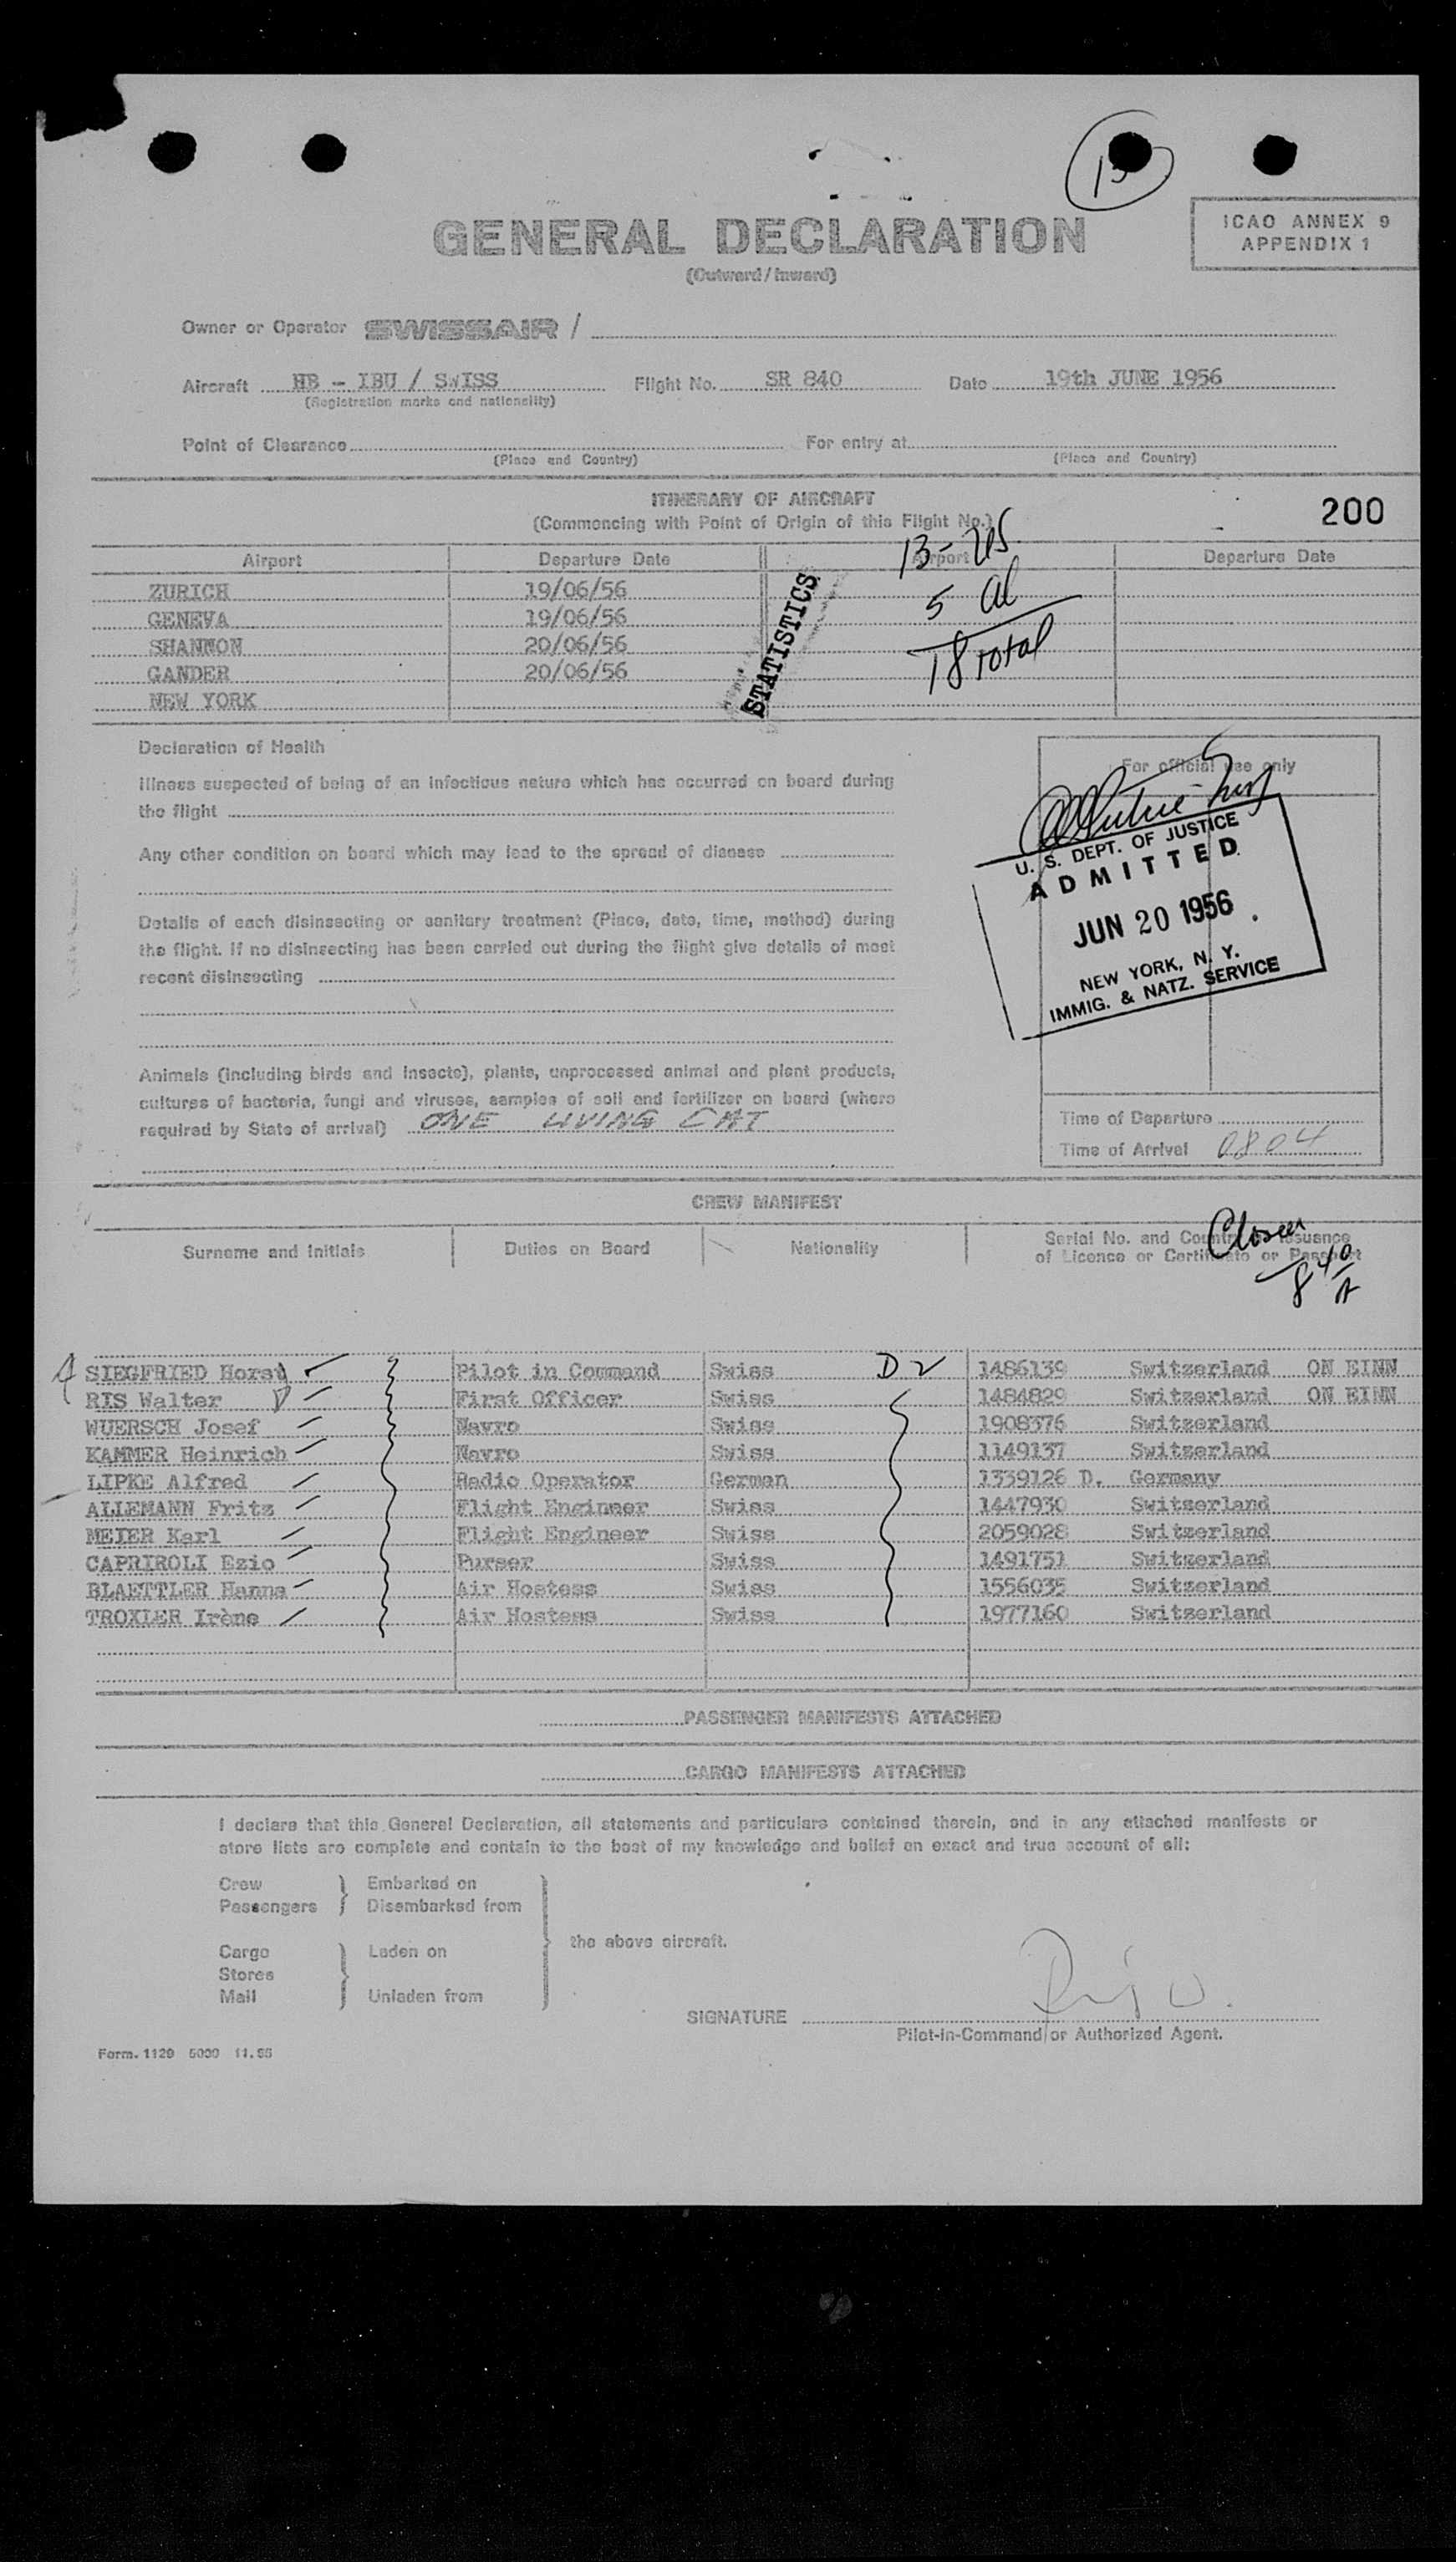 GENERAL DECLARATION
(Outward / Inward)
ICAO ANNEX 9
APPENDIX 1
Owner or Operator SWISSAIR /
Aircraft HB - IBU / SWISS Flight No. SR 840 Date 19th JUNE 1956
(Registration marks and nationality)
Point of Clearance For entry at
(Place and Country) (Place and Country)
ITINERARY OF AIRCRAFT
(Commencing with Point of Origin of this Flight No.)
200
Airport Departure Date Airport Departure Date
ZURICH 19/06/56
GENEVA 19/06/56
SHANNON 20/06/56
GANDER 20/06/56
NEW YORK
STATISTICS
13 - US
5 al
18 total
Declaration of Health
Illness suspected of being of an infectious nature which has occurred on board during
the flight
Any other condition on board which may lead to the spread of disease
Details of each disinsecting or sanitary treatment (Place, date, time, method) during
the flight. If no disinsecting has been carried out during the flight give details of most
recent disinsecting
Animals (including birds and insects), plants, unprocessed animal and plant products,
cultures of bacteria, fungi and viruses, samples of soil and fertilizer on board (where
required by State of arrival) ONE LIVING CAT
For official use only
U. S. DEPT. OF JUSTICE
ADMITTED
JUN 20 1956
NEW YORK, N. Y.
IMMIG. & NATZ. SERVICE
Time of Departure
Time of Arrival 0804
CREW MANIFEST
Surname and Initials Duties on Board Nationality Serial No. and Country of Issuance
of Licence or Certificate or Passport
840
SIEGFRIED Horst Pilot in Command Swiss D2 1486139 Switzerland ON EINN
RIS Walter First Officer Swiss 1484829 Switzerland ON EINN
WUERSCH Josef Navro Swiss 1908376 Switzerland
KAMMER Heinrich Navro Swiss 1149137 Switzerland
LIPKE Alfred Radio Operator German 1339126 D. Germany
ALLEMANN Fritz Flight Engineer Swiss 1447930 Switzerland
MEIER Karl Flight Engineer Swiss 2059028 Switzerland
CAPRIROLI Ezio Purser Swiss 1491751 Switzerland
BLAETTLER Hanna Air Hostess Swiss 1556035 Switzerland
TROXLER Irène Air Hostess Swiss 1977160 Switzerland
PASSENGER MANIFESTS ATTACHED
CARGO MANIFESTS ATTACHED
I declare that this General Declaration, all statements and particulars contained therein, and in any attached manifests or
store lists are complete and contain to the best of my knowledge and belief an exact and true account of all:
Crew Embarked on
Passengers Disembarked from
the above aircraft.
Cargo Laden on
Stores
Mail Unladen from
SIGNATURE
Pilot-in-Command or Authorized Agent.
Form. 1129 5000 11.55